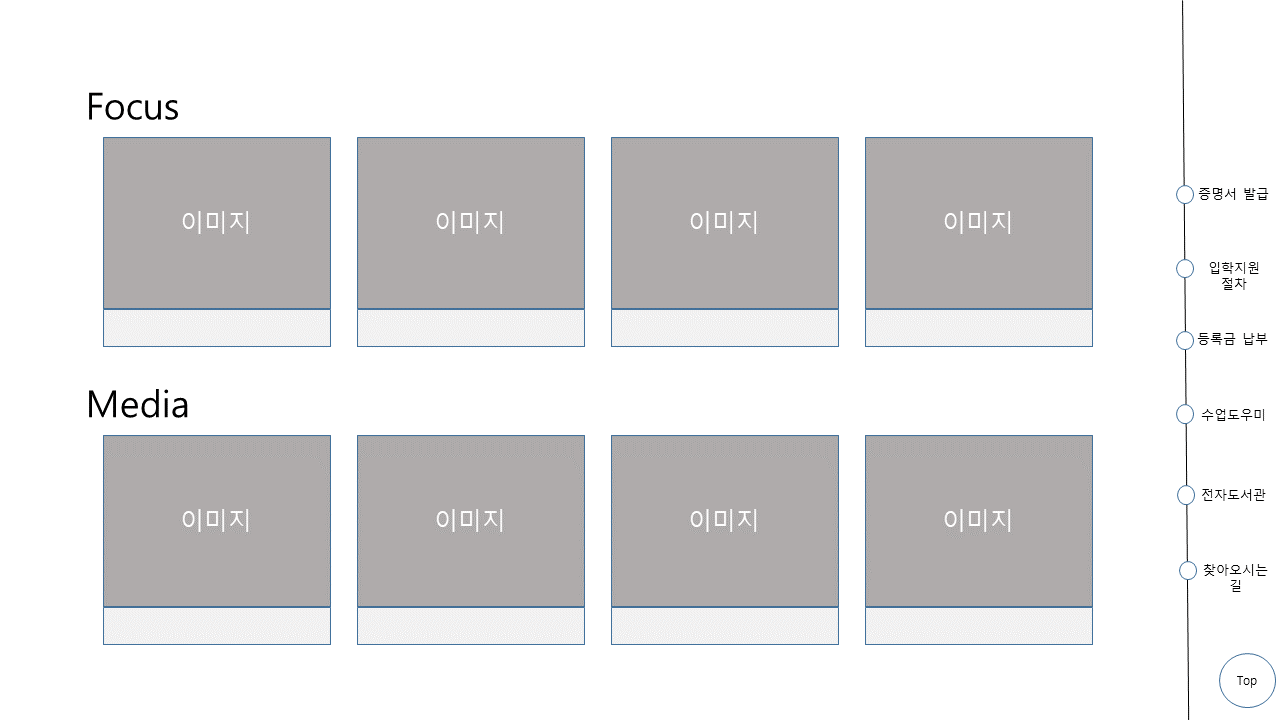 Focus
이미지
이미지
이미지
이미지
Media
이미지
이미지
이미지
이미지
증명서 발급
입학지원
절차
등록금 납부
수업도우미
전자도서관
찾아오시는
길
Top